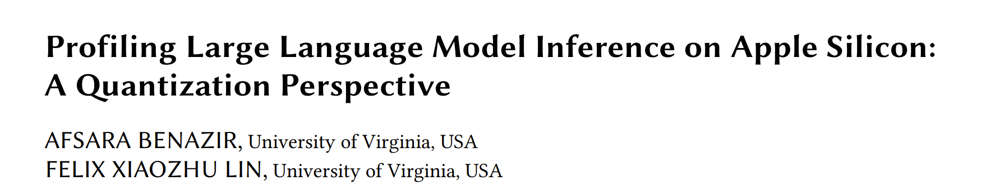 Profiling Large Language Model Inference on Apple Silicon:
A Quantization Perspective
AFSARA BENAZIR, University of Virginia, USA
FELIX XIAOZHU LIN, University of Virginia, USA